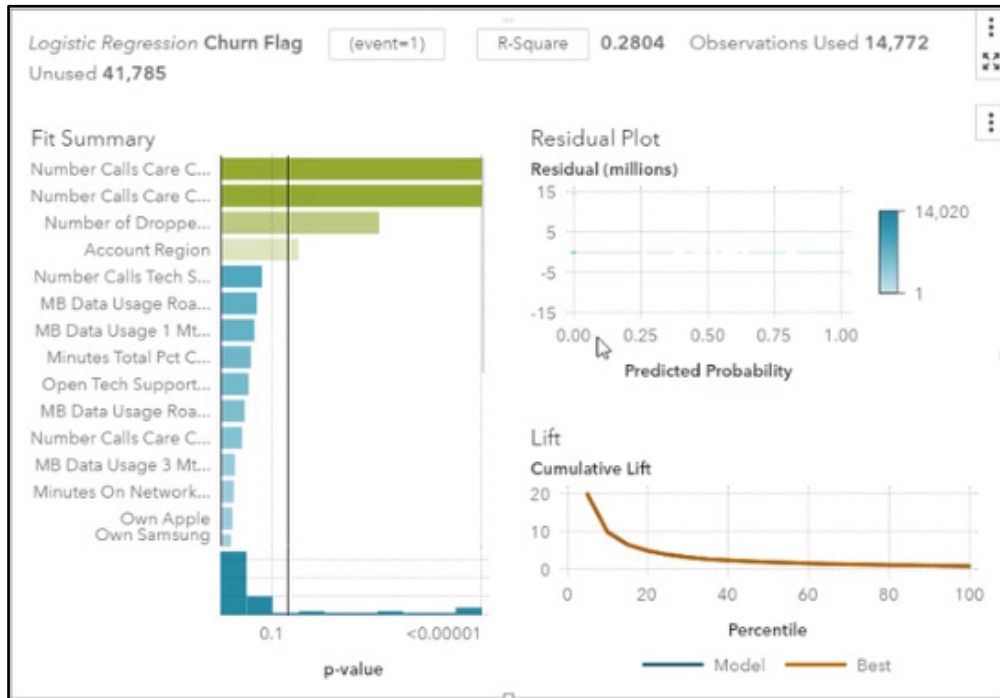 Logistic Regression Churn Flag (event=1) R-Square 0.2804 Observations Used 14,772
Unused 41,785
Fit Summary
Number Calls Care C...
Number Calls Care C...
Number of Droppe...
Account Region
Number Calls Tech S...
MB Data Usage Roa...
MB Data Usage 1 Mt...
Minutes Total Pct C...
Open Tech Support...
MB Data Usage Roa...
Number Calls Care C...
MB Data Usage 3 Mt...
Minutes On Network...
Own Apple
Own Samsung
0.1 <0.00001
p-value
Residual Plot
Residual (millions)
15
5
-5
-15
0.00 0.25 0.50 0.75 1.00
Predicted Probability
14,020
1
Lift
Cumulative Lift
20
10
0
0 20 40 60 80 100
Percentile
Model Best